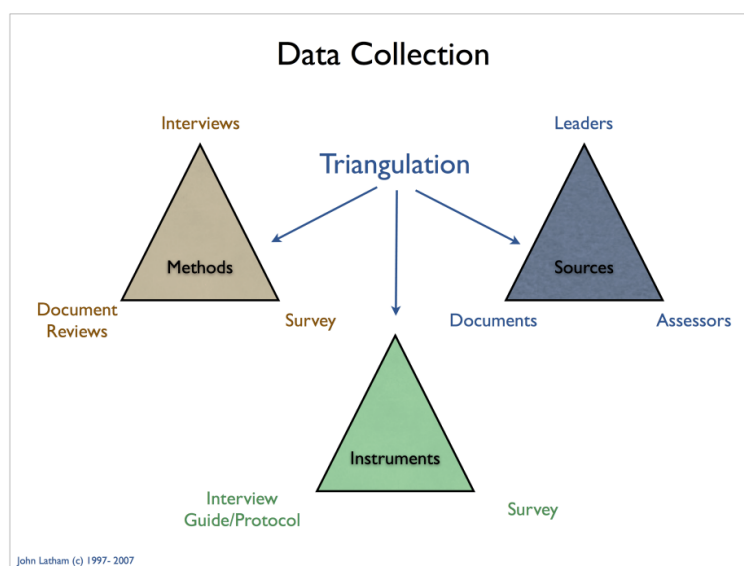 Data Collection
Interviews
Leaders
Triangulation
Methods
Sources
Document
Reviews
Survey
Documents
Assessors
Instruments
Interview
Guide/Protocol
Survey
John Latham (c) 1997- 2007